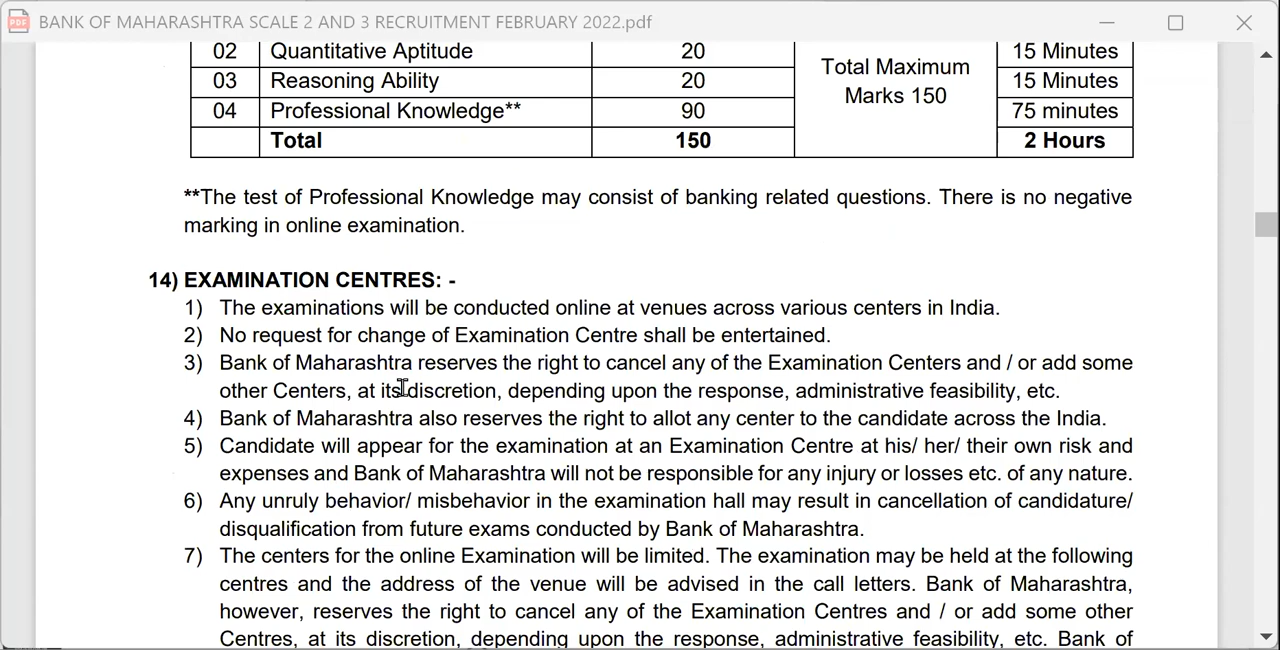 BANK OF MAHARASHTRA SCALE 2 AND 3 RECRUITMENT FEBRUARY 2022.pdf
02 Quantitative Aptitude 20 15 Minutes
Total Maximum
03 Reasoning Ability 20 15 Minutes
Marks 150
04 Professional Knowledge** 90 75 minutes
Total 150 2 Hours
**The test of Professional Knowledge may consist of banking related questions. There is no negative
marking in online examination.
14) EXAMINATION CENTRES: -
1) The examinations will be conducted online at venues across various centers in India.
2) No request for change of Examination Centre shall be entertained.
3) Bank of Maharashtra reserves the right to cancel any of the Examination Centers and / or add some
other Centers, at its discretion, depending upon the response, administrative feasibility, etc.
4) Bank of Maharashtra also reserves the right to allot any center to the candidate across the India.
5) Candidate will appear for the examination at an Examination Centre at his/ her/ their own risk and
expenses and Bank of Maharashtra will not be responsible for any injury or losses etc. of any nature.
6) Any unruly behavior/ misbehavior in the examination hall may result in cancellation of candidature/
disqualification from future exams conducted by Bank of Maharashtra.
7) The centers for the online Examination will be limited. The examination may be held at the following
centres and the address of the venue will be advised in the call letters. Bank of Maharashtra,
however, reserves the right to cancel any of the Examination Centres and / or add some other
Centres, at its discretion, depending upon the response, administrative feasibility, etc. Bank of